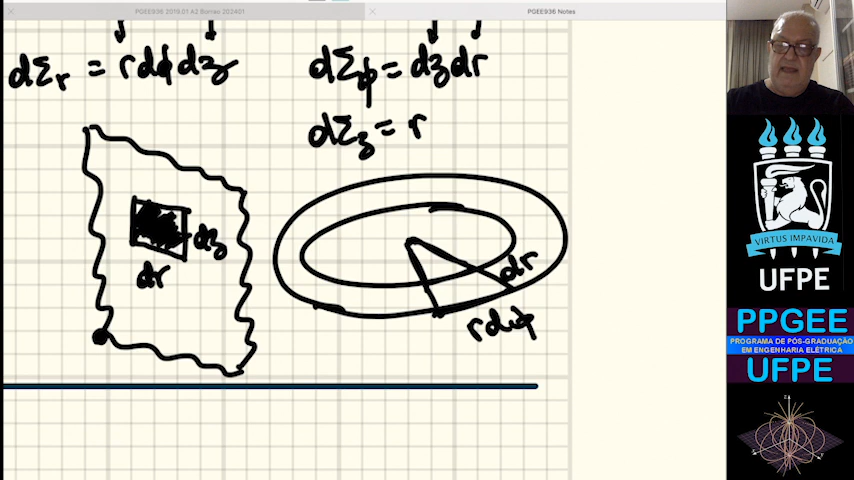 PGEE936 2019.01 A2 Borneo 202401
PGEE936 Notes
dΣr = rdϕdz
dΣϕ = dzdr
dΣz = r
dz
dr
dr
rdϕ
VIRTUS IMPAVIDA
UFPE
PPGEE
PROGRAMA DE PÓS-GRADUAÇÃO
EM ENGENHARIA ELÉTRICA
UFPE